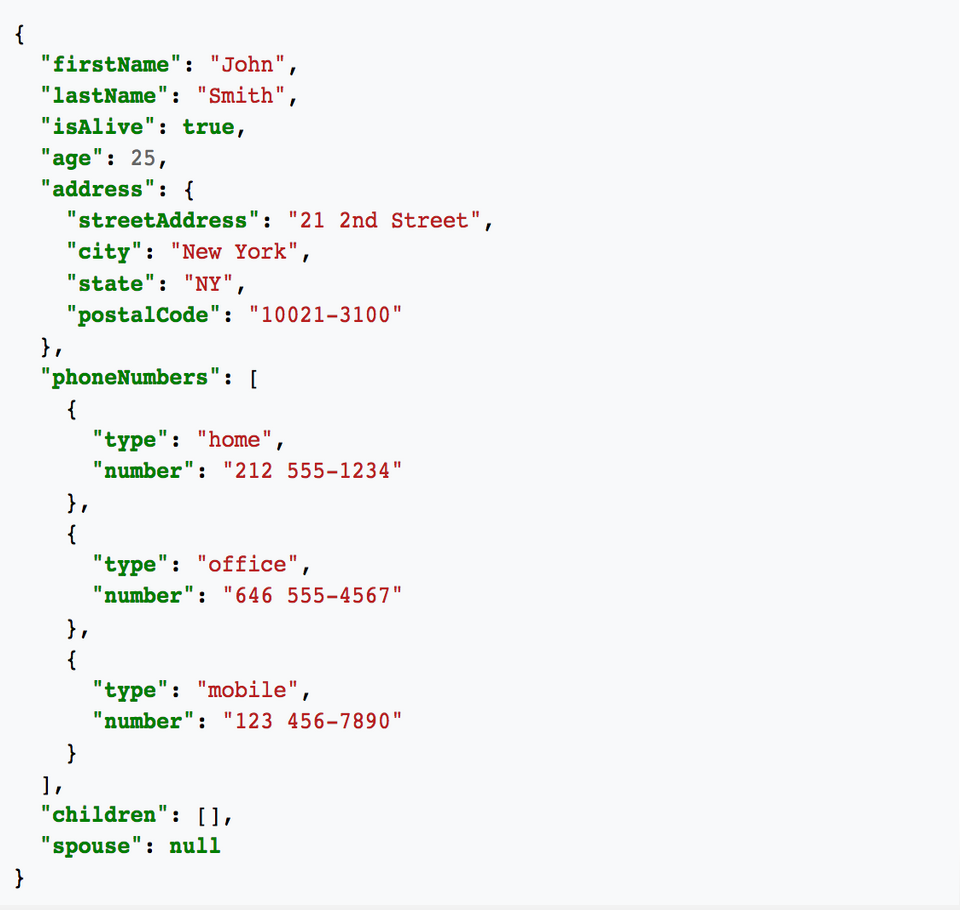 {
  "firstName": "John",
  "lastName": "Smith",
  "isAlive": true,
  "age": 25,
  "address": {
    "streetAddress": "21 2nd Street",
    "city": "New York",
    "state": "NY",
    "postalCode": "10021-3100"
  },
  "phoneNumbers": [
    {
      "type": "home",
      "number": "212 555-1234"
    },
    {
      "type": "office",
      "number": "646 555-4567"
    },
    {
      "type": "mobile",
      "number": "123 456-7890"
    }
  ],
  "children": [],
  "spouse": null
}